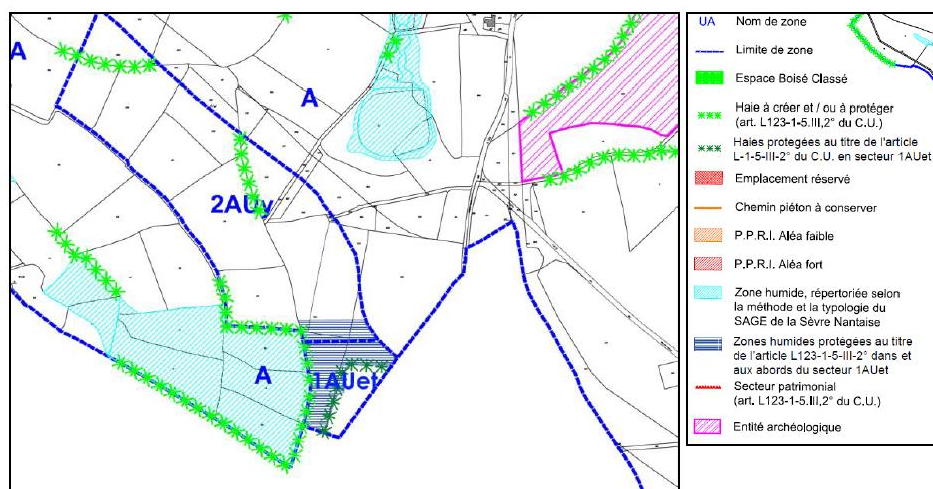 A
A
2AUv
A
1AUet
UA
Nom de zone
Limite de zone
Espace Boisé Classé
Haie à créer et / ou à protéger
(art. L123-1-5.III,2° du C.U.)
Haies protegées au titre de l'article
L-1-5-III-2° du C.U. en secteur 1AUet
Emplacement réservé
Chemin piéton à conserver
P.P.R.I. Aléa faible
P.P.R.I. Aléa fort
Zone humide, répertoriée selon
la méthode et la typologie du
SAGE de la Sèvre Nantaise
Zones humides protégées au titre
de l'article L123-1-5-III-2° dans et
aux abords du secteur 1AUet
Secteur patrimonial
(art. L123-1-5.III,2° du C.U.)
Entité archéologique